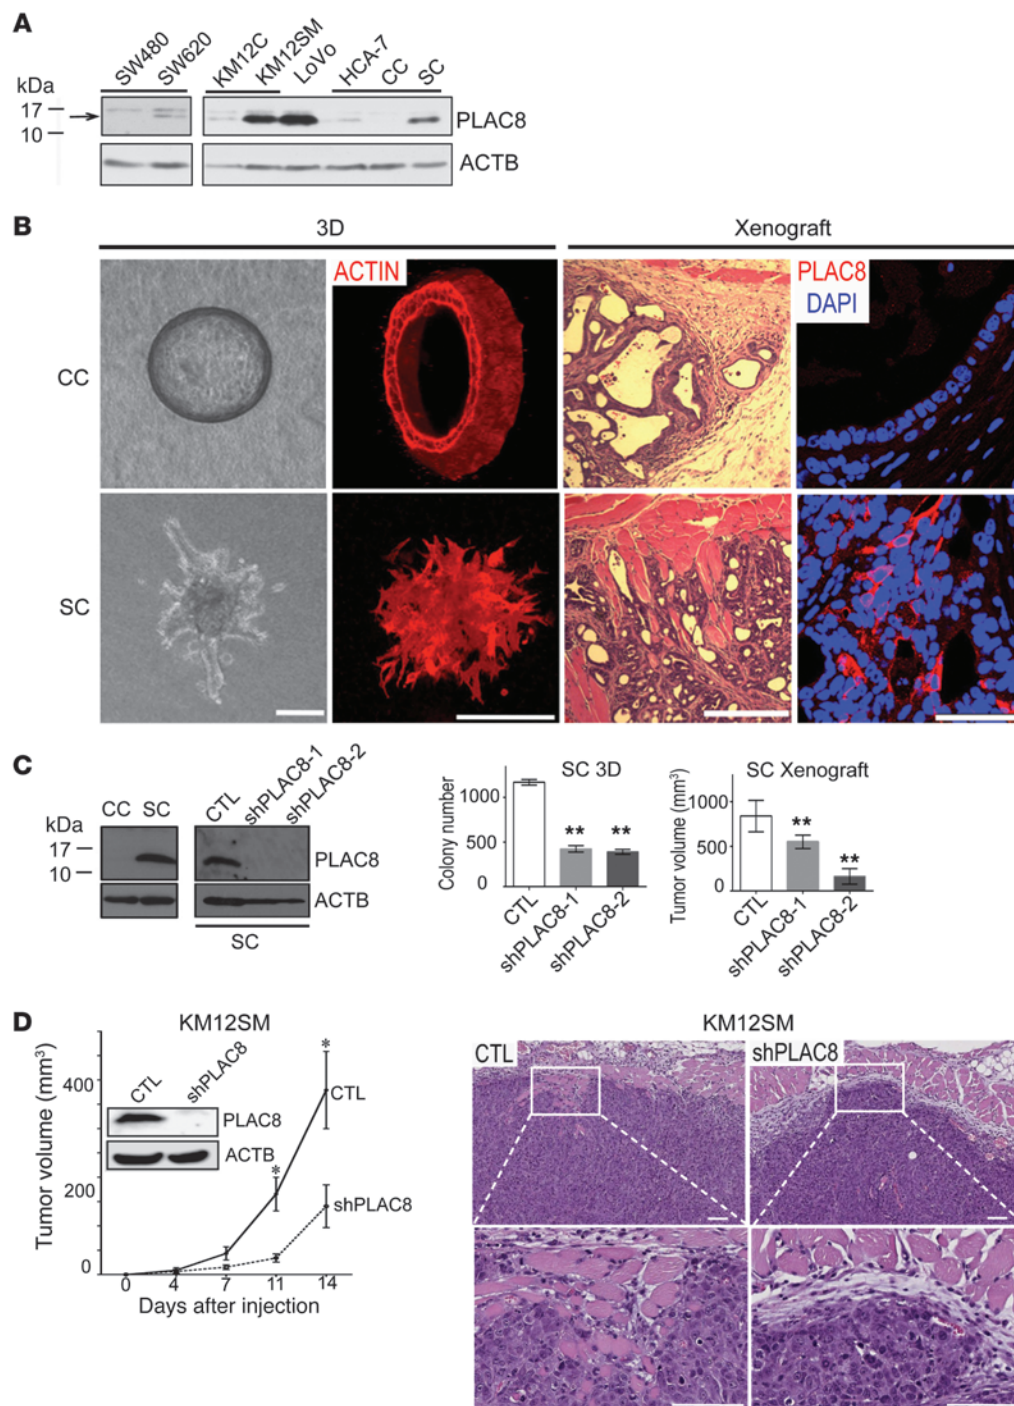 A
SW480 SW620 KM12C KM12SM LoVo HCA-7 CC SC
kDa
17
10
PLAC8
ACTB
B
3D Xenograft
ACTIN
PLAC8
DAPI
CC
SC
C
CC SC CTL shPLAC8-1 shPLAC8-2
kDa
17
10
PLAC8
ACTB
SC
SC 3D
Colony number
1000
500
0
** **
CTL shPLAC8-1 shPLAC8-2
SC Xenograft
Tumor volume (mm³)
1000
500
0
** **
CTL shPLAC8-1 shPLAC8-2
D
KM12SM
Tumor volume (mm³)
400
200
0
CTL shPLAC8
PLAC8
ACTB
* *
CTL
shPLAC8
0 4 7 11 14
Days after injection
KM12SM
CTL shPLAC8